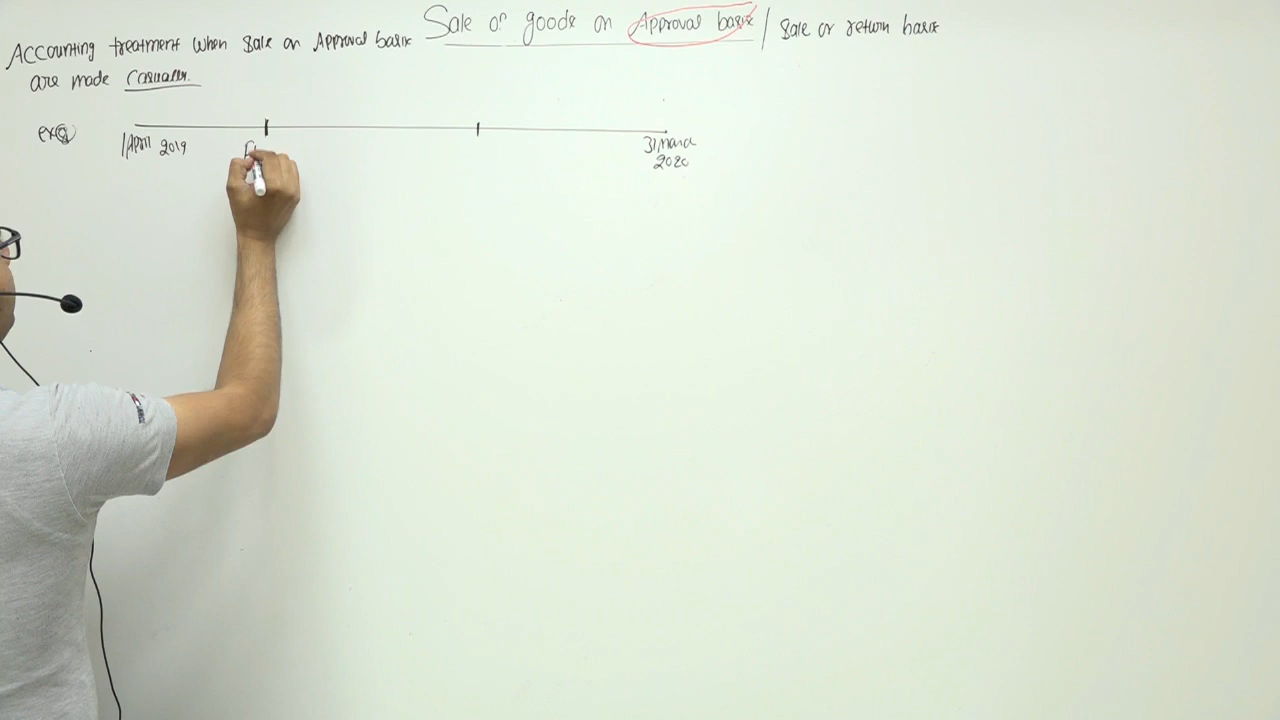 Sale of goods on Approval basis / Sale or return basis
Accounting treatment when Sale on Approval basis
are made Casually.
ex@
1 April 2019
31 March
2020